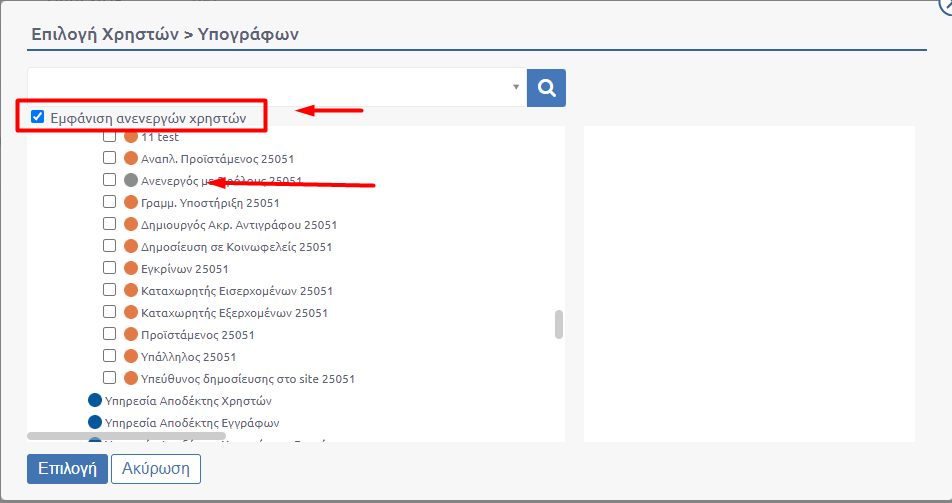 Επιλογή Χρηστών > Υπογράφων
Εμφάνιση ανενεργών χρηστών
11 test
Αναπλ. Προϊστάμενος 25051
Ανενεργός με 25051
Γραμμ. Υποστήριξη 25051
Δημιουργός Ακρ. Αντιγράφου 25051
Δημοσίευση σε Κοινωφελείς 25051
Εγκρίνων 25051
Καταχωρητής Εισερχομένων 25051
Καταχωρητής Εξερχομένων 25051
Προϊστάμενος 25051
Υπάλληλος 25051
Υπεύθυνος δημοσίευσης στο site 25051
Υπηρεσία Αποδέκτης Χρηστών
Υπηρεσία Αποδέκτης Εγγράφων
Επιλογή Ακύρωση